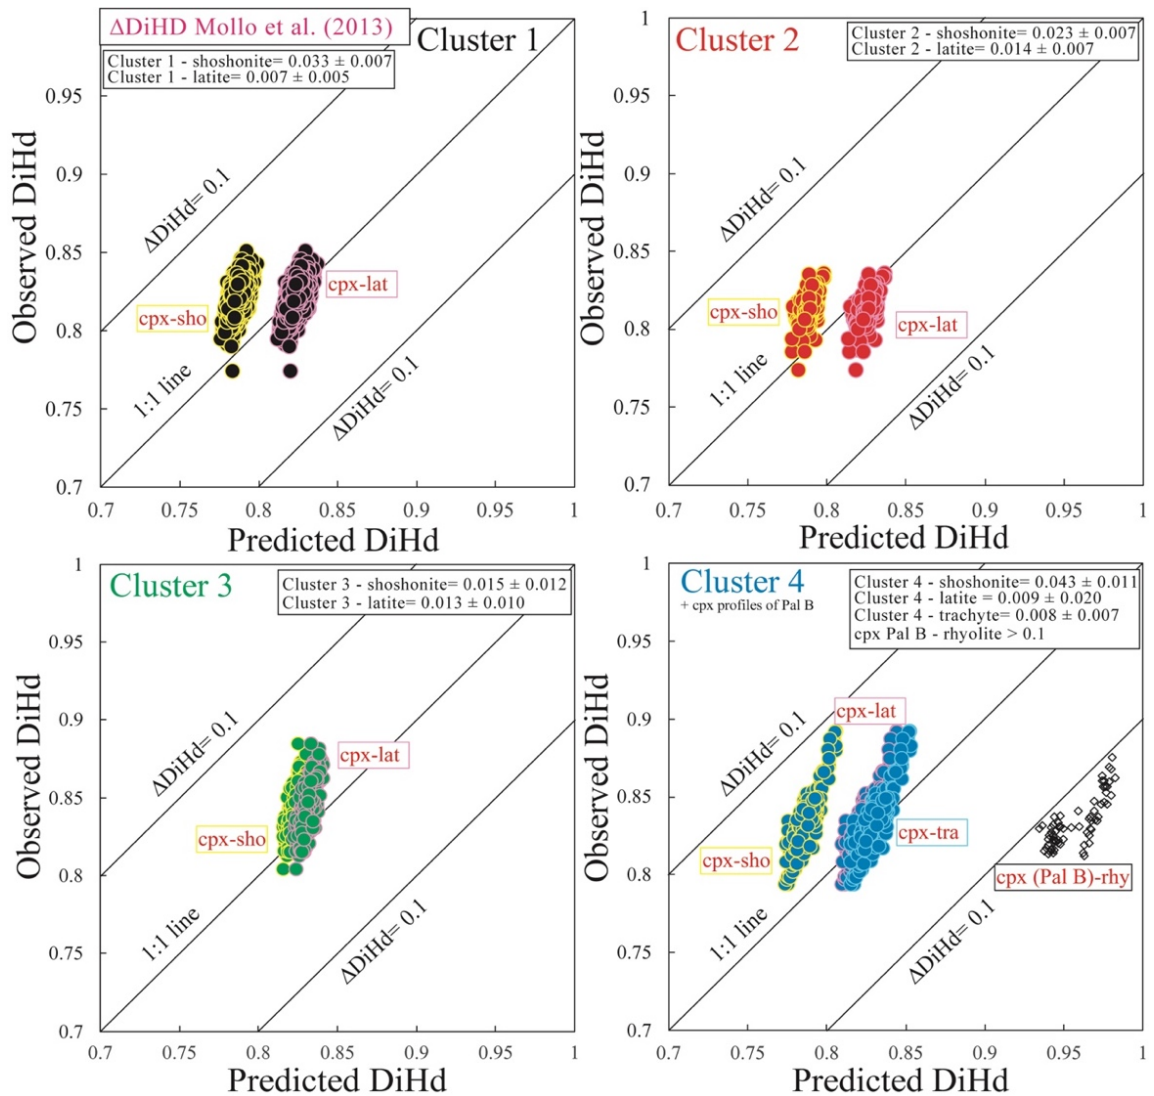 ΔDiHD Mollo et al. (2013)
Cluster 1
Cluster 1 - shoshonite= 0.033 ± 0.007
Cluster 1 - latite= 0.007 ± 0.005
0.95
0.9
0.85
0.8
0.75
0.7
Observed DiHd
ΔDiHd= 0.1
cpx-sho
cpx-lat
1:1 line
ΔDiHd= 0.1
0.7
0.75
0.8
0.85
0.9
0.95
1
Predicted DiHd
Cluster 2
Cluster 2 - shoshonite= 0.023 ± 0.007
Cluster 2 - latite= 0.014 ± 0.007
1
0.95
0.9
0.85
0.8
0.75
0.7
Observed DiHd
ΔDiHd= 0.1
cpx-sho
cpx-lat
1:1 line
ΔDiHd= 0.1
0.7
0.75
0.8
0.85
0.9
0.95
1
Predicted DiHd
Cluster 3
Cluster 3 - shoshonite= 0.015 ± 0.012
Cluster 3 - latite= 0.013 ± 0.010
1
0.95
0.9
0.85
0.8
0.75
0.7
Observed DiHd
ΔDiHd= 0.1
cpx-lat
cpx-sho
1:1 line
ΔDiHd= 0.1
0.7
0.75
0.8
0.85
0.9
0.95
1
Predicted DiHd
Cluster 4
+ cpx profiles of Pal B
Cluster 4 - shoshonite= 0.043 ± 0.011
Cluster 4 - latite = 0.009 ± 0.020
Cluster 4 - trachyte= 0.008 ± 0.007
cpx Pal B - rhyolite > 0.1
1
0.95
0.9
0.85
0.8
0.75
0.7
Observed DiHd
ΔDiHd= 0.1
cpx-lat
cpx-tra
cpx-sho
cpx (Pal B)-rhy
1:1 line
ΔDiHd= 0.1
0.7
0.75
0.8
0.85
0.9
0.95
1
Predicted DiHd